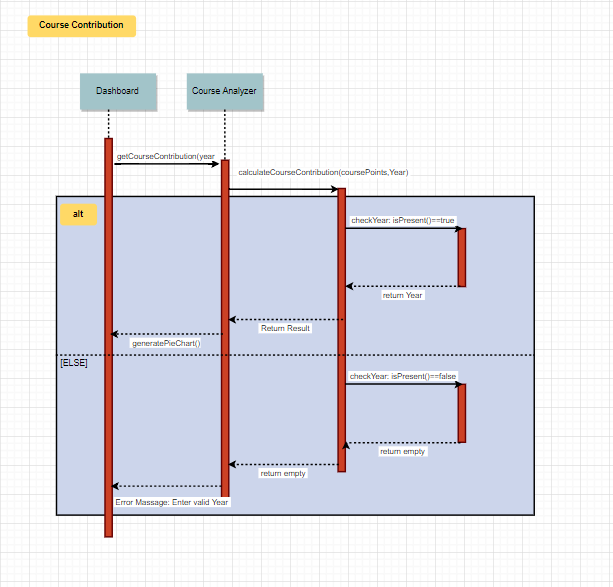 Course Contribution
Dashboard
Course Analyzer
getCourseContribution(year
calculateCourseContribution(coursePoints,Year)
alt
checkYear: isPresent()==true
return Year
Return Result
generatePieChart()
[ELSE]
checkYear: isPresent()==false
return empty
return empty
Error Massage: Enter valid Year